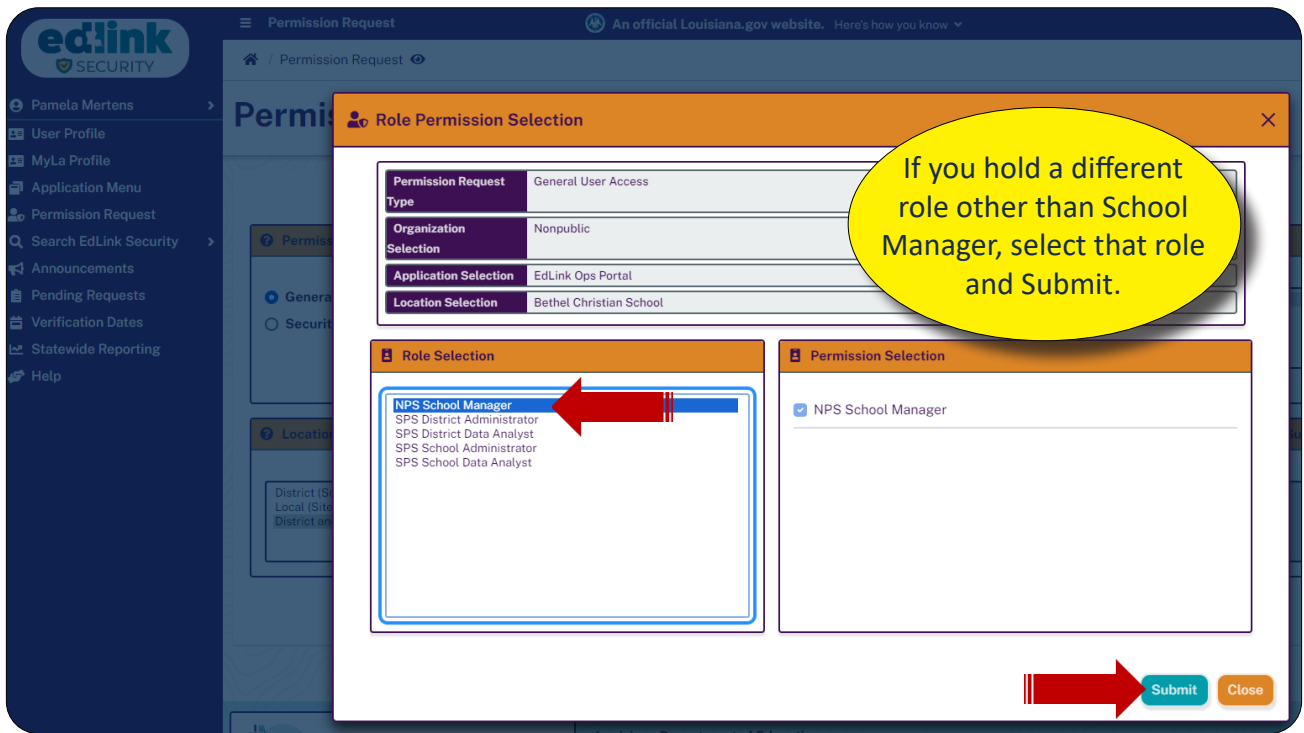 ed:link
SECURITY
Permission Request
An official Louisiana.gov website. Here's how you know
/ Permission Request
Pamela Mertens
User Profile
MyLa Profile
Application Menu
Permission Request
Search EdLink Security
Announcements
Pending Requests
Verification Dates
Statewide Reporting
Help
Role Permission Selection
If you hold a different
role other than School
Manager, select that role
and Submit.
Permission Request
Type
General User Access
Organization
Selection
Nonpublic
Application Selection
EdLink Ops Portal
Location Selection
Bethel Christian School
Role Selection
NPS School Manager
SPS District Administrator
SPS District Data Analyst
SPS School Administrator
SPS School Data Analyst
Permission Selection
NPS School Manager
Submit
Close